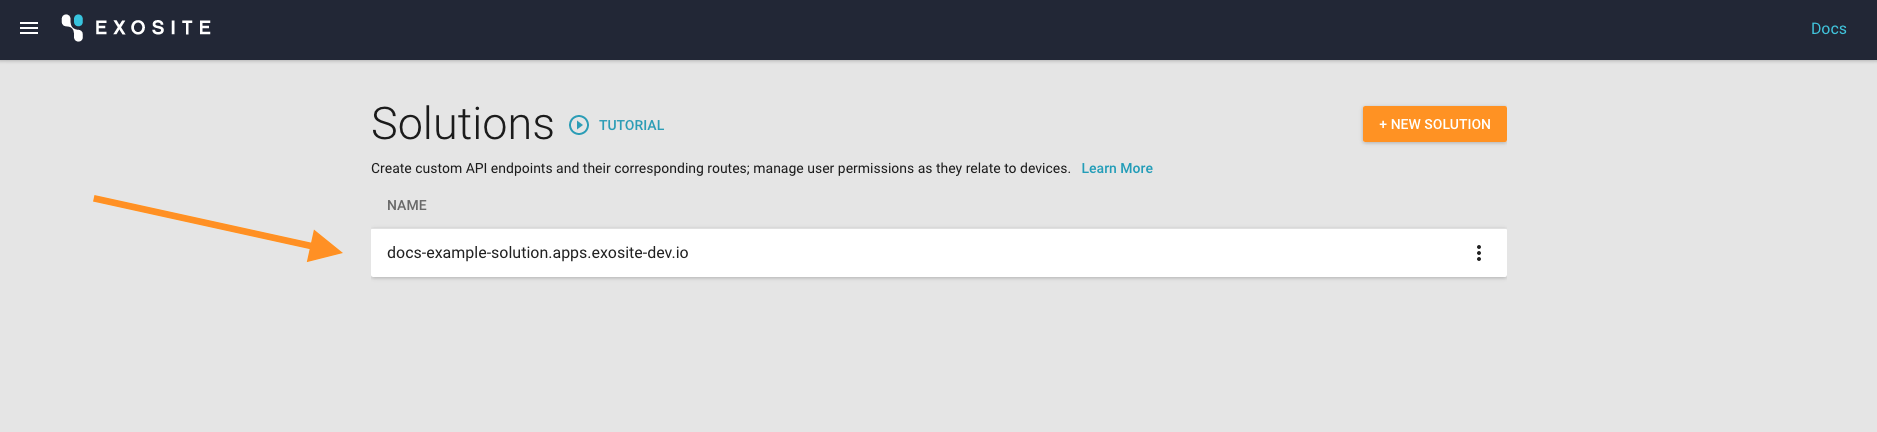 EXOSITE
Docs
Solutions
TUTORIAL
+ NEW SOLUTION
Create custom API endpoints and their corresponding routes; manage user permissions as they relate to devices. Learn More
NAME
docs-example-solution.apps.exosite-dev.io